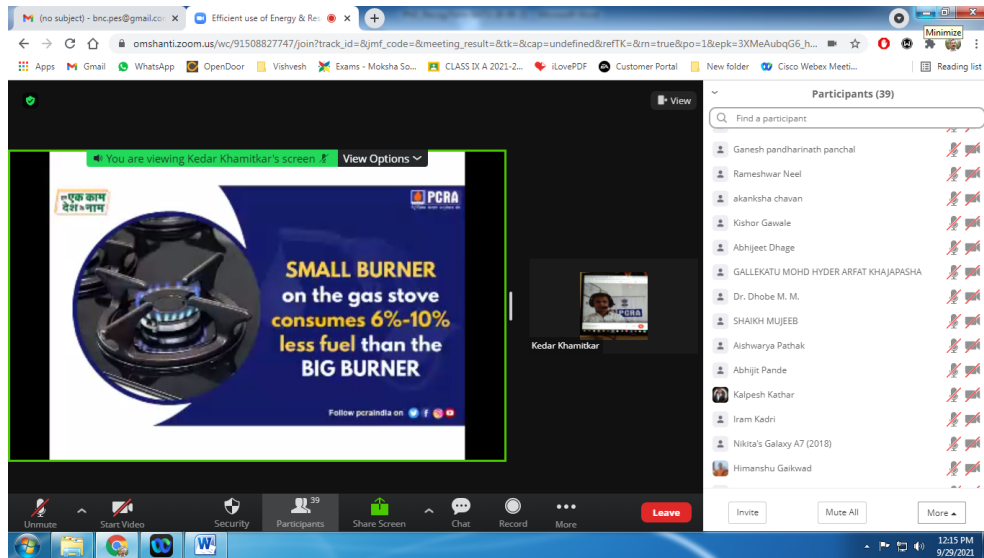 (no subject) - bnc.pes@gmail.con
Efficient use of Energy & Res
Minimize
omshanti.zoom.us/wc/91508827747/join?track_id=&jmf_code=&meeting_result=&tk=&cap=undefined&refTK=&rn=true&po=1&epk=3XMeAubqG6_h...
Apps
Gmail
WhatsApp
OpenDoor
Vishvesh
Exams - Moksha So...
CLASS IX A 2021-2...
iLovePDF
Customer Portal
New folder
Cisco Webex Meeti...
Reading list
View
You are viewing Kedar Khamitkar's screen
View Options
एक काम
देश के नाम
PCRA
SMALL BURNER
on the gas stove
consumes 6%-10%
less fuel than the
BIG BURNER
Follow pcraindia on
PCRA
Kedar Khamitkar
Participants (39)
Find a participant
Ganesh pandharinath panchal
Rameshwar Neel
akanksha chavan
Kishor Gawale
Abhijeet Dhage
GALLEKATU MOHD HYDER ARFAT KHAJAPASHA
Dr. Dhobe M. M.
SHAIKH MUJEEB
Aishwarya Pathak
Abhijit Pande
Kalpesh Kathar
Iram Kadri
Nikita's Galaxy A7 (2018)
Himanshu Gaikwad
Invite
Mute All
More
Unmute
Start Video
Security
39
Participants
Share Screen
Chat
Record
More
Leave
12:15 PM
9/29/2021